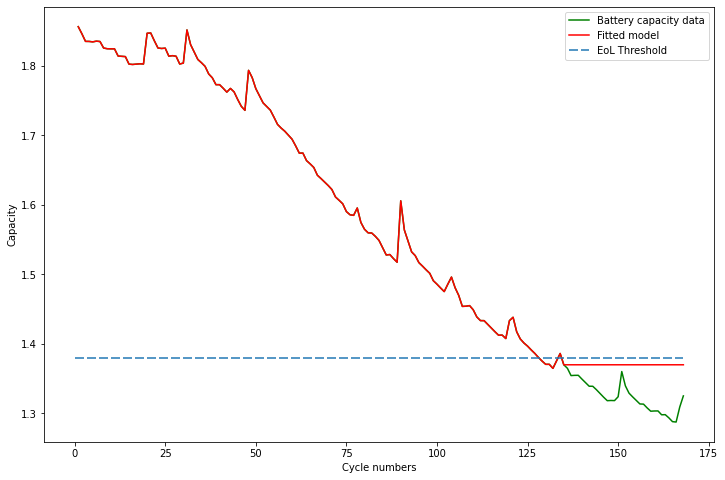 Battery capacity data
Fitted model
EoL Threshold
Capacity
1.8
1.7
1.6
1.5
1.4
1.3
0
25
50
75
100
125
150
175
Cycle numbers